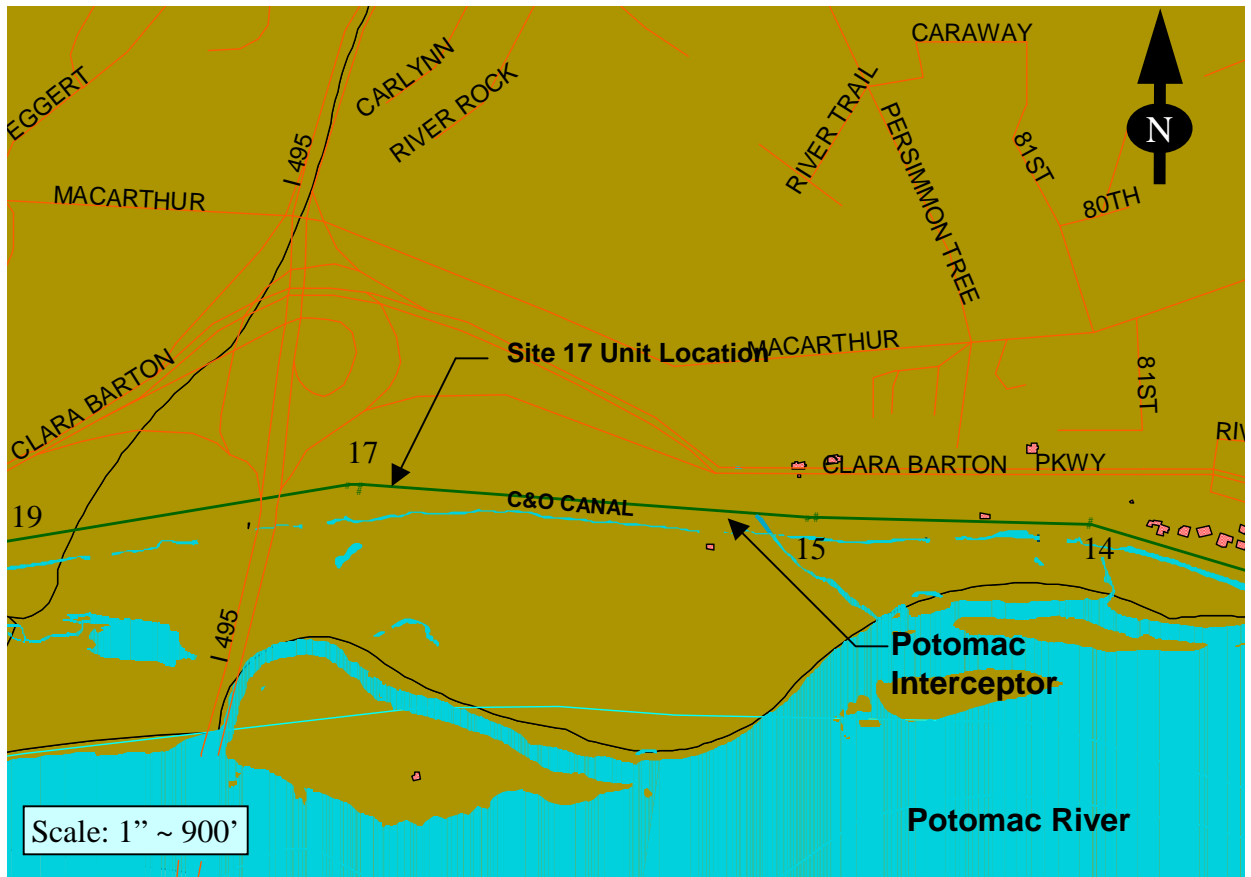 CARAWAY
EGGERT
CARLYNN
RIVER ROCK
RIVER TRAIL
PERSIMMON TREE
81ST
80TH
N
I 495
MACARTHUR
Site 17 Unit Location
MACARTHUR
81ST
CLARA BARTON
RIV
17
CLARA BARTON PKWY
19
C&O CANAL
15
14
I 495
Potomac
Interceptor
Scale: 1” ~ 900’
Potomac River